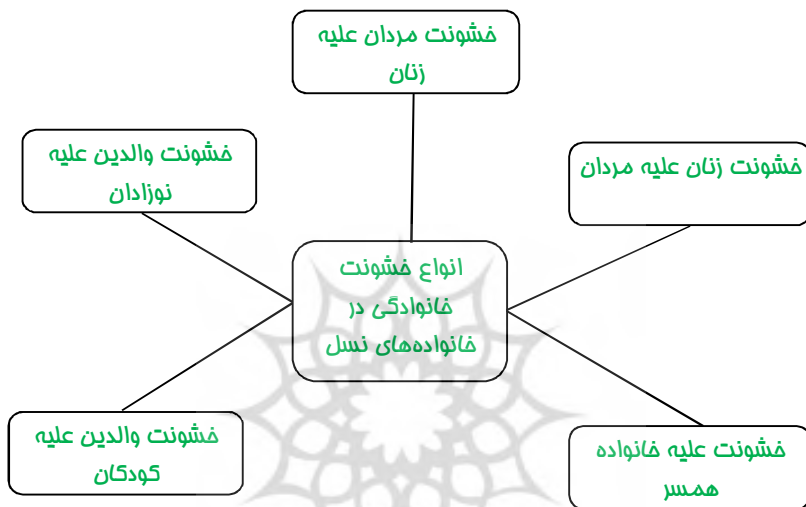 خشونت مردان علیه
زنان
خشونت زنان علیه مردان
خشونت والدین علیه
نوزادان
انواع خشونت
خانوادگی در
خانواده‌های نسل
خشونت علیه خانواده
همسر
خشونت والدین علیه
کودکان